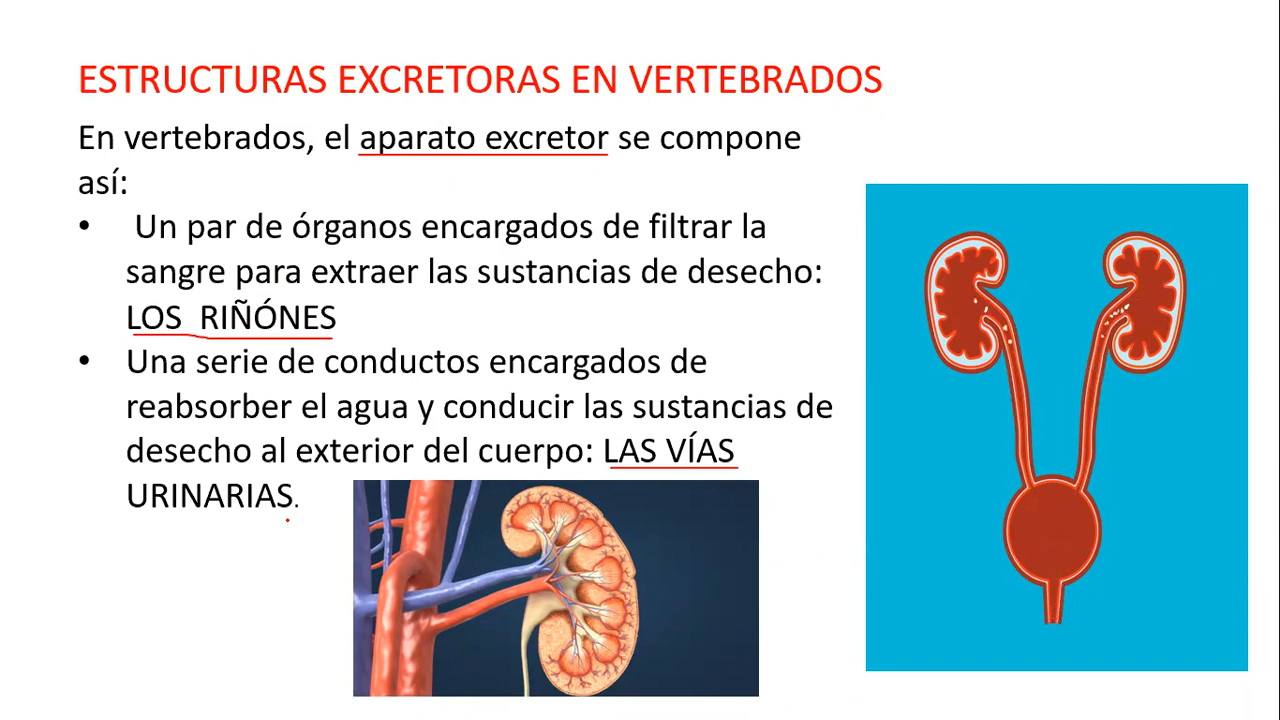 ESTRUCTURAS EXCRETORAS EN VERTEBRADOS
En vertebrados, el aparato excretor se compone
así:
• Un par de órganos encargados de filtrar la
sangre para extraer las sustancias de desecho:
LOS RIÑÓNES
• Una serie de conductos encargados de
reabsorber el agua y conducir las sustancias de
desecho al exterior del cuerpo: LAS VÍAS
URINARIAS.